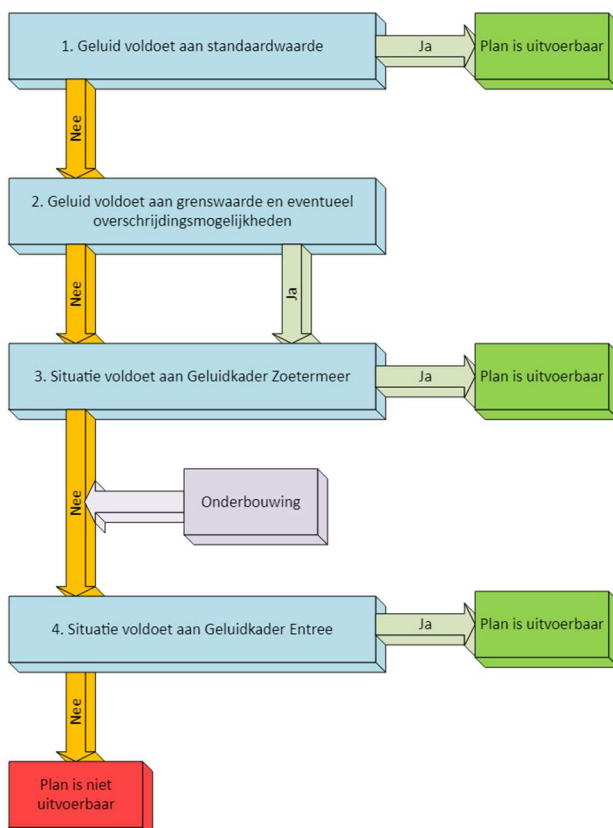 1. Geluid voldoet aan standaardwaarde
Ja
Plan is uitvoerbaar
Nee
2. Geluid voldoet aan grenswaarde en eventueel
overschrijdingsmogelijkheden
Nee
Ja
3. Situatie voldoet aan Geluidkader Zoetermeer
Ja
Plan is uitvoerbaar
Nee
Onderbouwing
4. Situatie voldoet aan Geluidkader Entree
Ja
Plan is uitvoerbaar
Nee
Plan is niet
uitvoerbaar